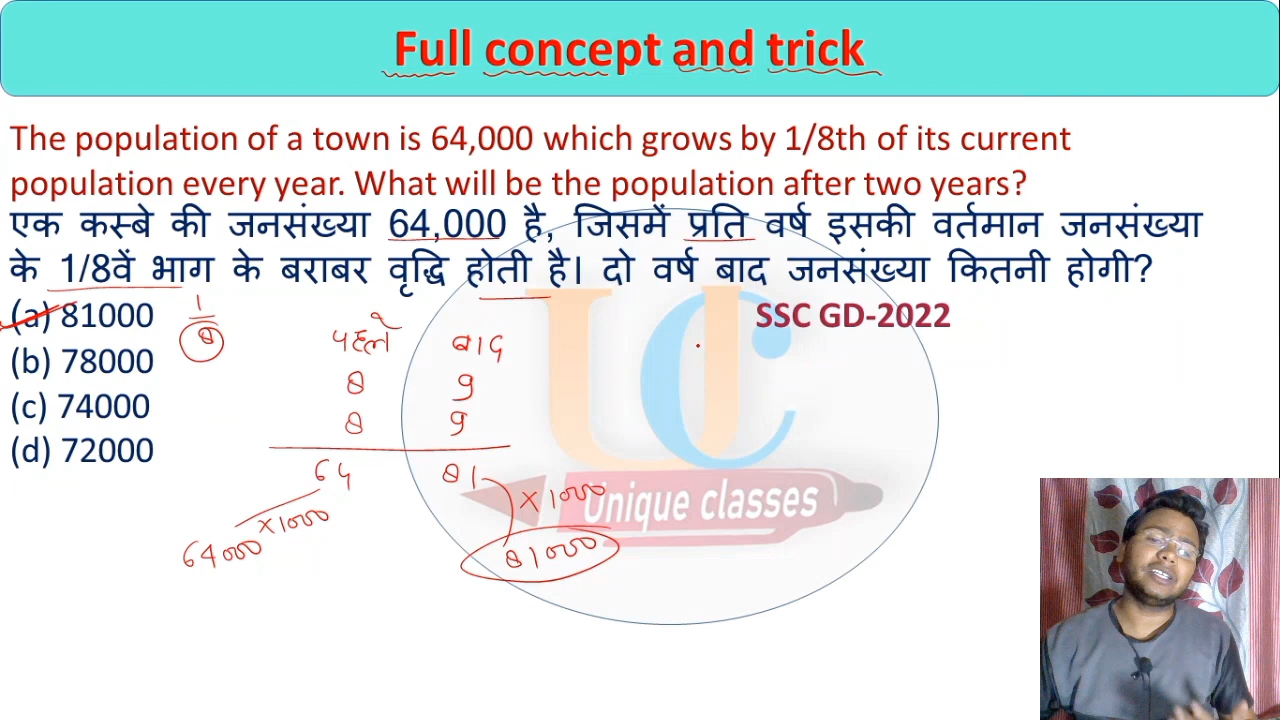 Full concept and trick
The population of a town is 64,000 which grows by 1/8th of its current
population every year. What will be the population after two years?
एक कस्बे की जनसंख्या 64,000 है, जिसमें प्रति वर्ष इसकी वर्तमान जनसंख्या
के 1/8वें भाग के बराबर वृद्धि होती है। दो वर्ष बाद जनसंख्या कितनी होगी?
(a) 81000
SSC GD-2022
(b) 78000
(c) 74000
(d) 72000
1
8
पहले बाद
8 9
8 9
64 81
×1000 ×1000
64000 81000
UC
Unique classes